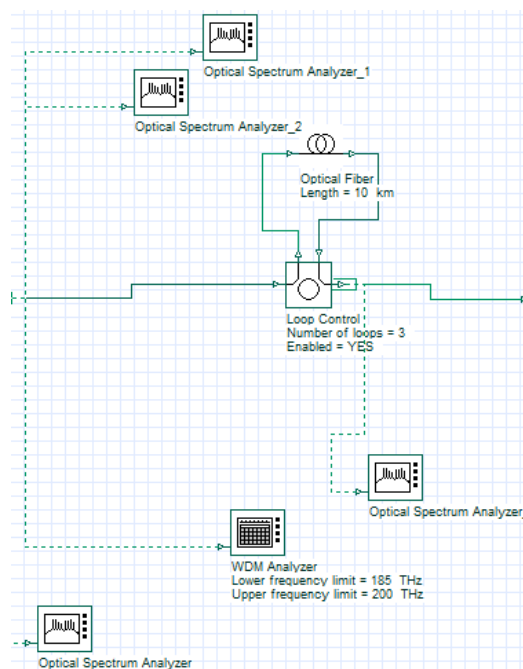 Optical Spectrum Analyzer_1
Optical Spectrum Analyzer_2
Optical Fiber
Length = 10 km
Loop Control
Number of loops = 3
Enabled = YES
Optical Spectrum Analyzer_
WDM Analyzer
Lower frequency limit = 185 THz
Upper frequency limit = 200 THz
Optical Spectrum Analyzer